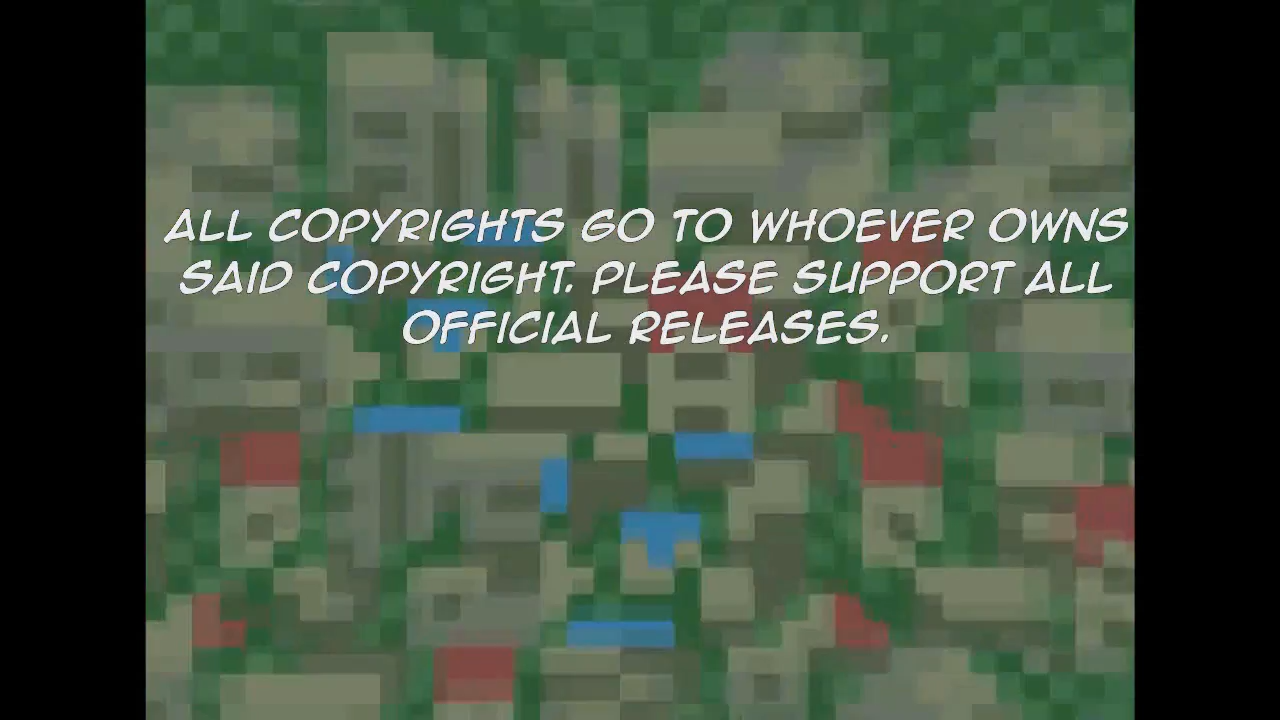 ALL COPYRIGHTS GO TO WHOEVER OWNS
SAID COPYRIGHT. PLEASE SUPPORT ALL
OFFICIAL RELEASES.